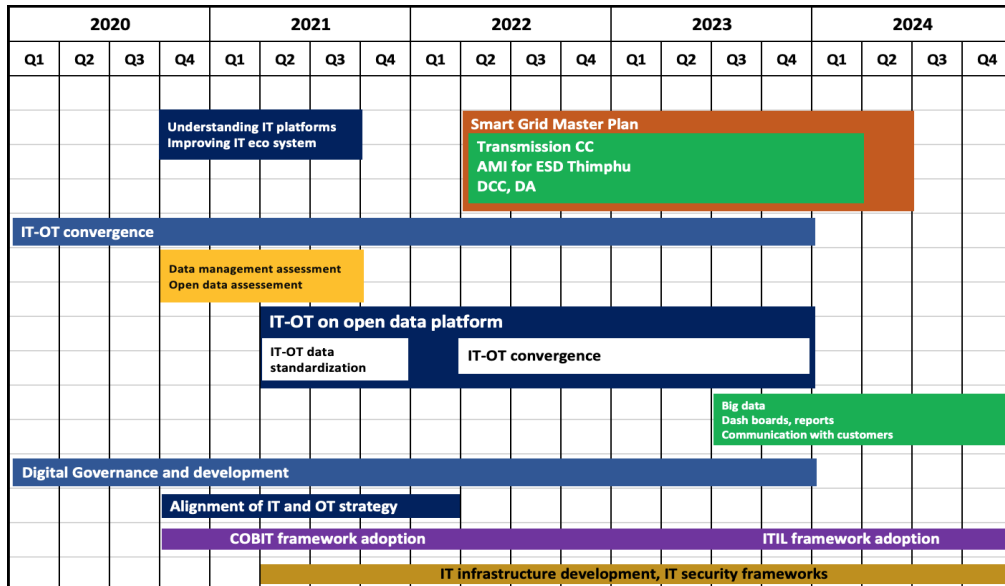 2020 2021 2022 2023 2024
Q1 Q2 Q3 Q4 Q1 Q2 Q3 Q4 Q1 Q2 Q3 Q4 Q1 Q2 Q3 Q4 Q1 Q2 Q3 Q4
Understanding IT platforms
Improving IT eco system
Smart Grid Master Plan
Transmission CC
AMI for ESD Thimphu
DCC, DA
IT-OT convergence
Data management assessment
Open data assessement
IT-OT on open data platform
IT-OT data
standardization
IT-OT convergence
Big data
Dash boards, reports
Communication with customers
Digital Governance and development
Alignment of IT and OT strategy
COBIT framework adoption ITIL framework adoption
IT infrastructure development, IT security frameworks